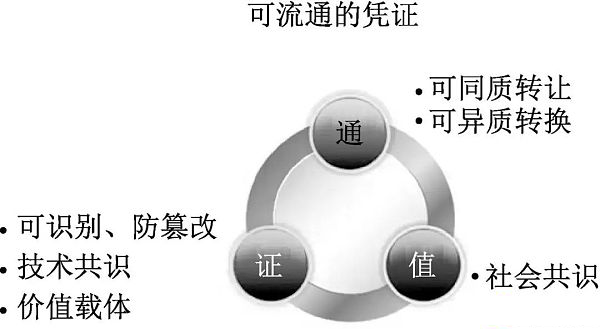 可流通的凭证
• 可同质转让
• 可异质转换
通
• 可识别、防篡改
• 技术共识
• 价值载体
证
值
• 社会共识